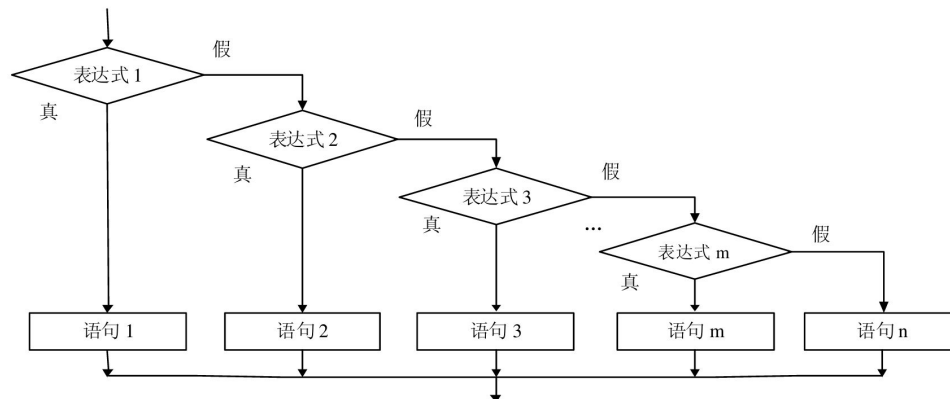 假
表达式 1
真
假
表达式 2
真
假
表达式 3
真
...
假
表达式 m
真
语句 1
语句 2
语句 3
语句 m
语句 n